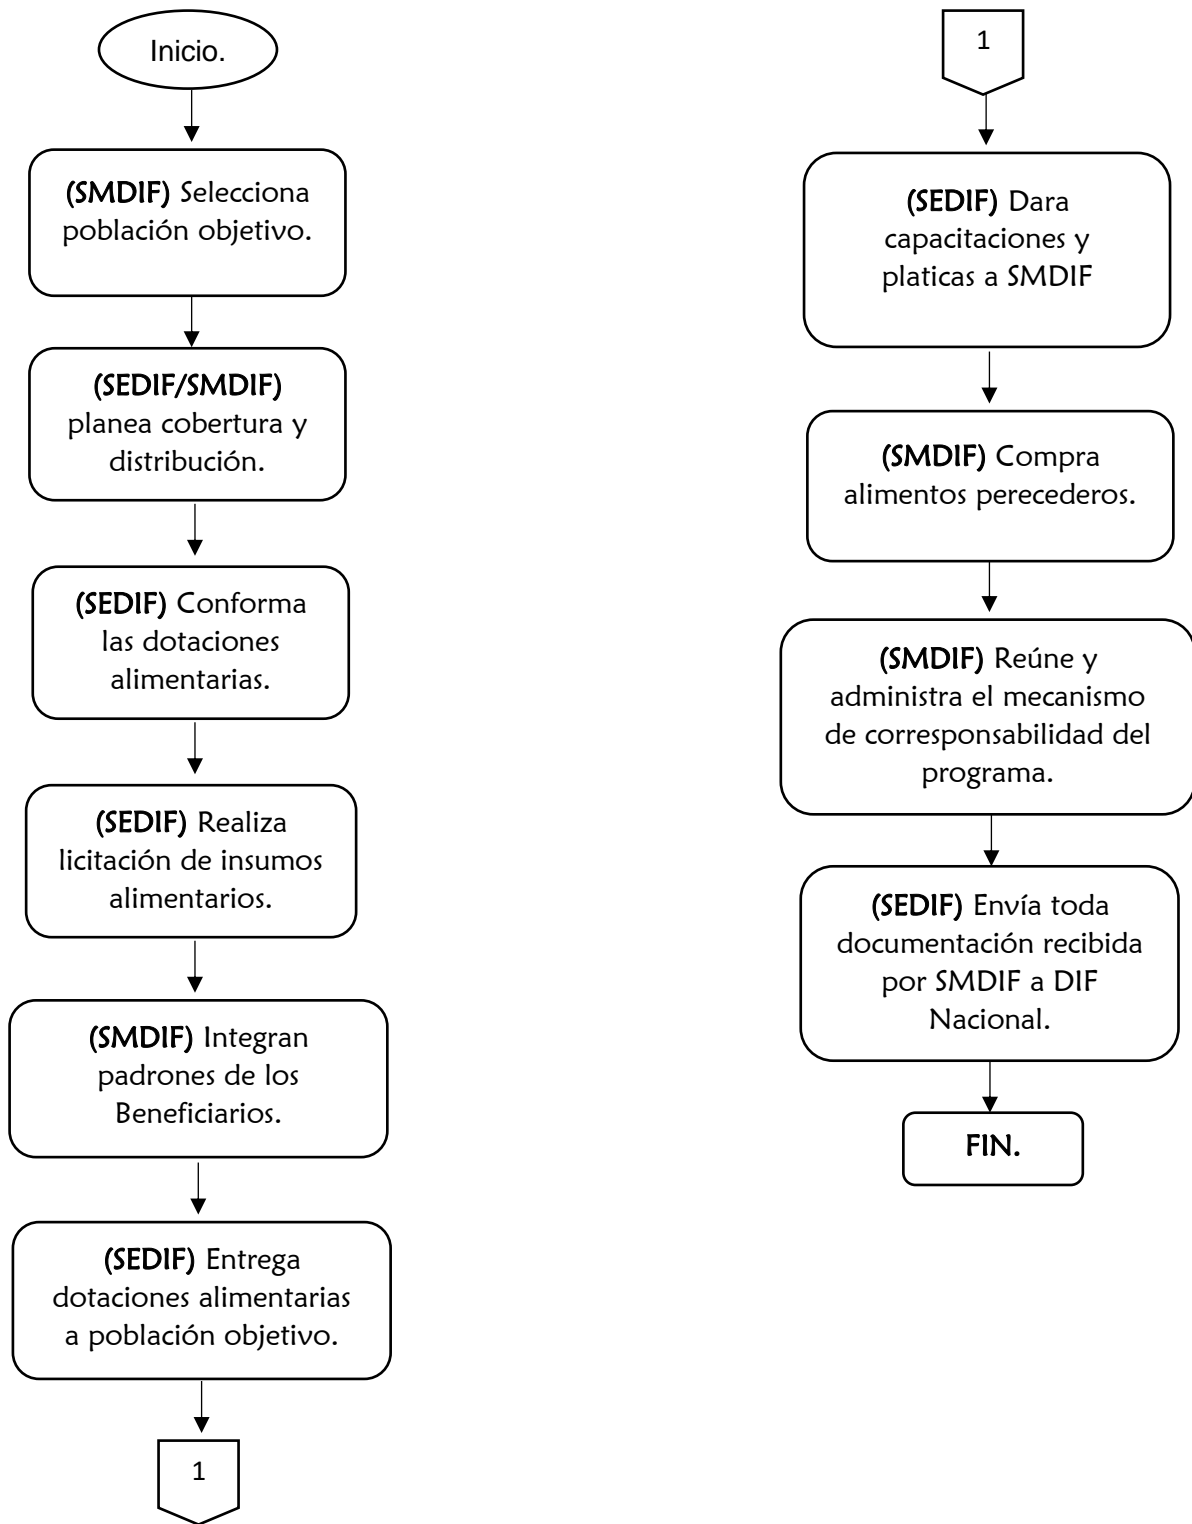 Inicio.
(SMDIF) Selecciona
población objetivo.
(SEDIF/SMDIF)
planea cobertura y
distribución.
(SEDIF) Conforma
las dotaciones
alimentarias.
(SEDIF) Realiza
licitación de insumos
alimentarios.
(SMDIF) Integran
padrones de los
Beneficiarios.
(SEDIF) Entrega
dotaciones alimentarias
a población objetivo.
1
1
(SEDIF) Dara
capacitaciones y
platicas a SMDIF
(SMDIF) Compra
alimentos perecederos.
(SMDIF) Reúne y
administra el mecanismo
de corresponsabilidad del
programa.
(SEDIF) Envía toda
documentación recibida
por SMDIF a DIF
Nacional.
FIN.